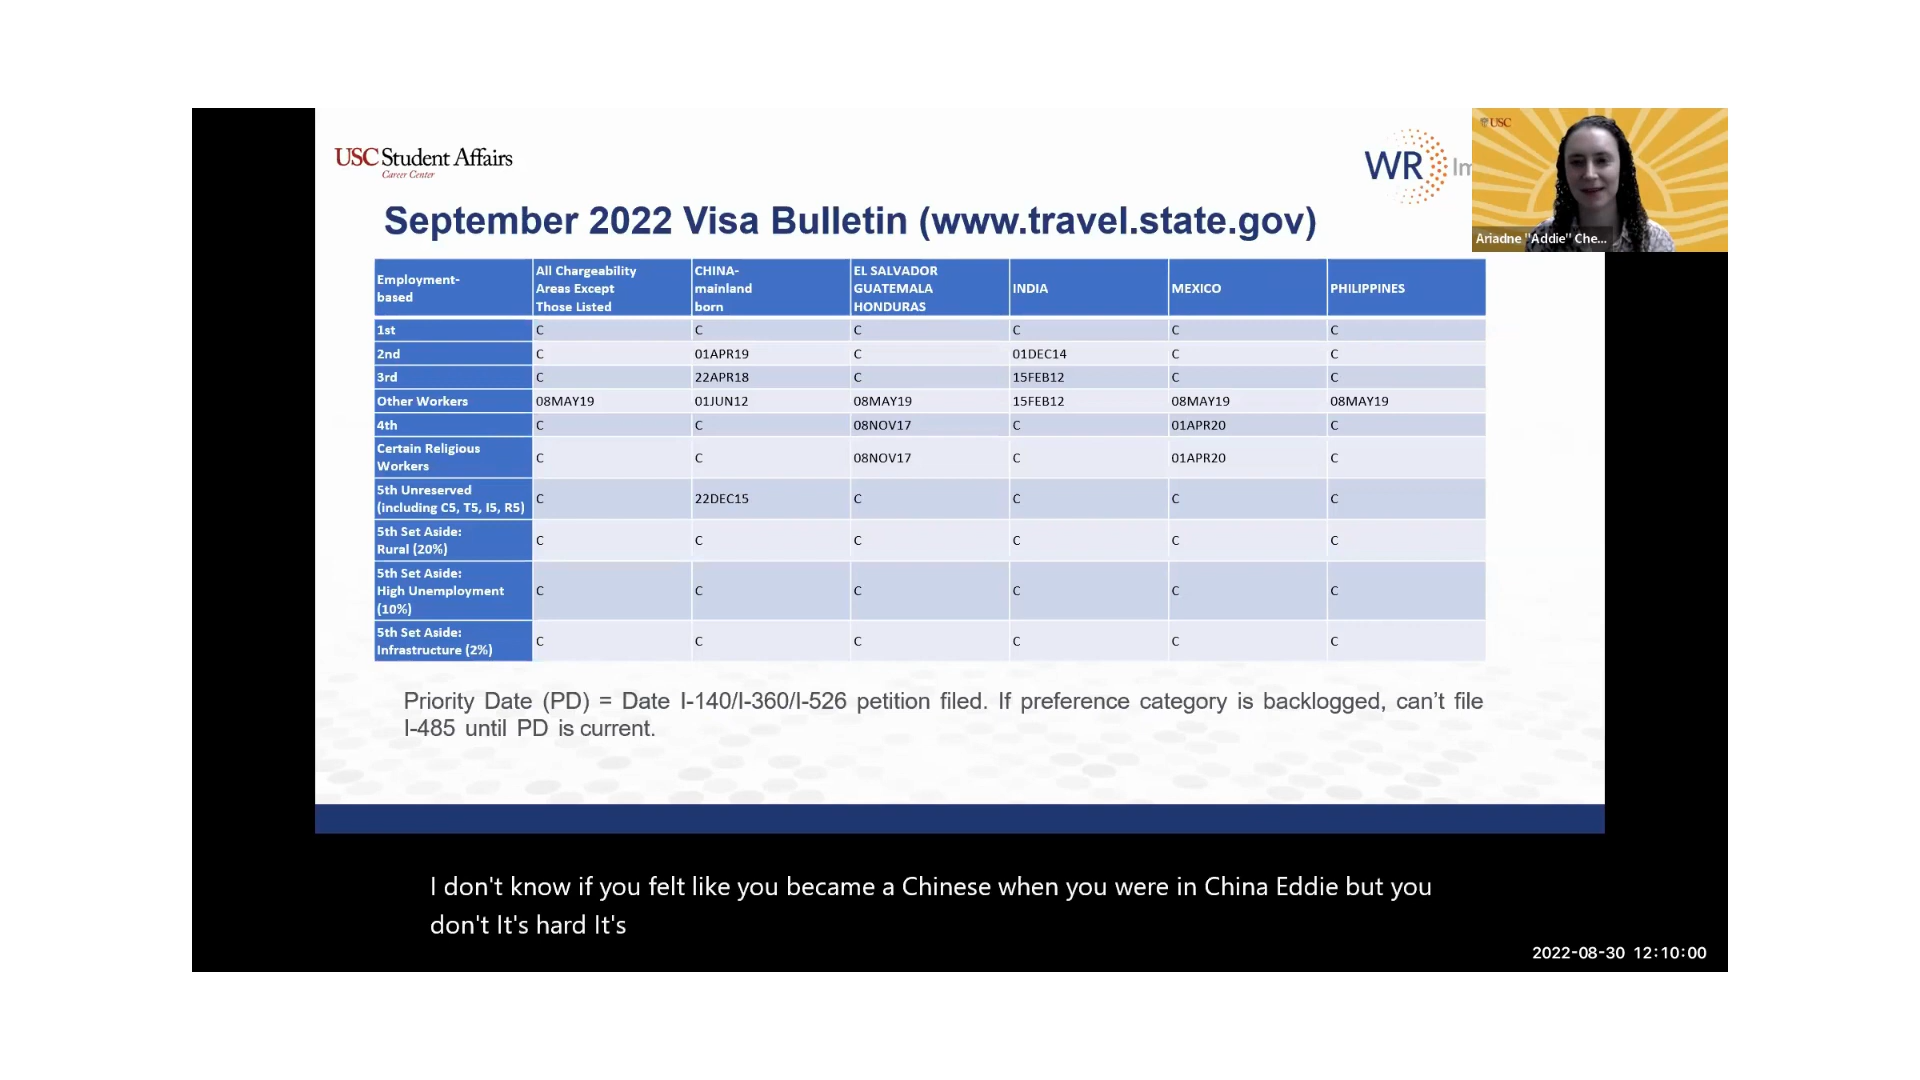 USC Student Affairs
Career Center
WR Im
USC
Ariadne "Addie" Che...
September 2022 Visa Bulletin (www.travel.state.gov)
Employment-
based
All Chargeability
Areas Except
Those Listed
CHINA-
mainland
born
EL SALVADOR
GUATEMALA
HONDURAS
INDIA
MEXICO
PHILIPPINES
1st C C C C C C
2nd C 01APR19 C 01DEC14 C C
3rd C 22APR18 C 15FEB12 C C
Other Workers 08MAY19 01JUN12 08MAY19 15FEB12 08MAY19 08MAY19
4th C C 08NOV17 C 01APR20 C
Certain Religious
Workers
C C 08NOV17 C 01APR20 C
5th Unreserved
(including C5, T5, I5, R5)
C 22DEC15 C C C C
5th Set Aside:
Rural (20%)
C C C C C C
5th Set Aside:
High Unemployment
(10%)
C C C C C C
5th Set Aside:
Infrastructure (2%)
C C C C C C
Priority Date (PD) = Date I-140/I-360/I-526 petition filed. If preference category is backlogged, can't file
I-485 until PD is current.
I don't know if you felt like you became a Chinese when you were in China Eddie but you
don't It's hard It's
2022-08-30 12:10:00